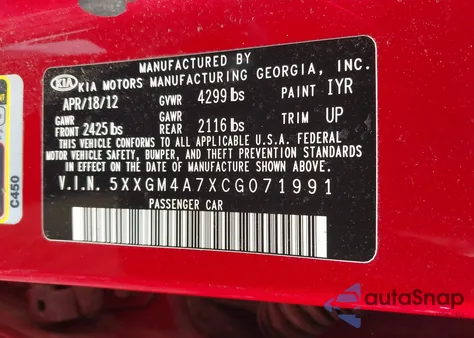 MANUFACTURED BY
KIA KIA MOTORS MANUFACTURING GEORGIA, INC.
APR/18/12 GVWR 4299 lbs PAINT IYR
GAWR FRONT 2425 lbs GAWR REAR 2116 lbs TRIM UP
THIS VEHICLE CONFORMS TO ALL APPLICABLE U.S.A. FEDERAL
MOTOR VEHICLE SAFETY, BUMPER, AND THEFT PREVENTION STANDARDS
IN EFFECT ON THE DATE OF MANUFACTURE SHOWN ABOVE.
V.I.N. 5XXGM4A7XCG071991
PASSENGER CAR
C450
autoSnap